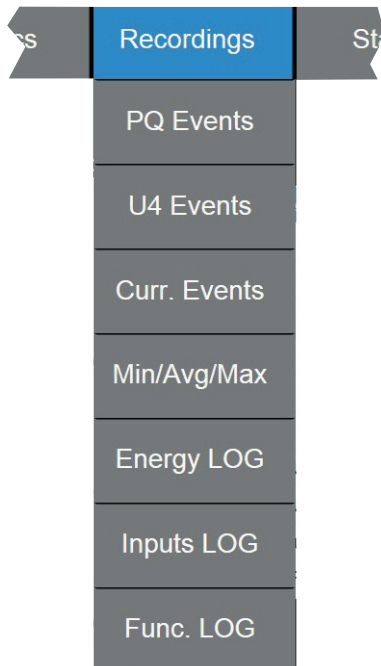 Recordings
PQ Events
U4 Events
Curr. Events
Min/Avg/Max
Energy LOG
Inputs LOG
Func. LOG